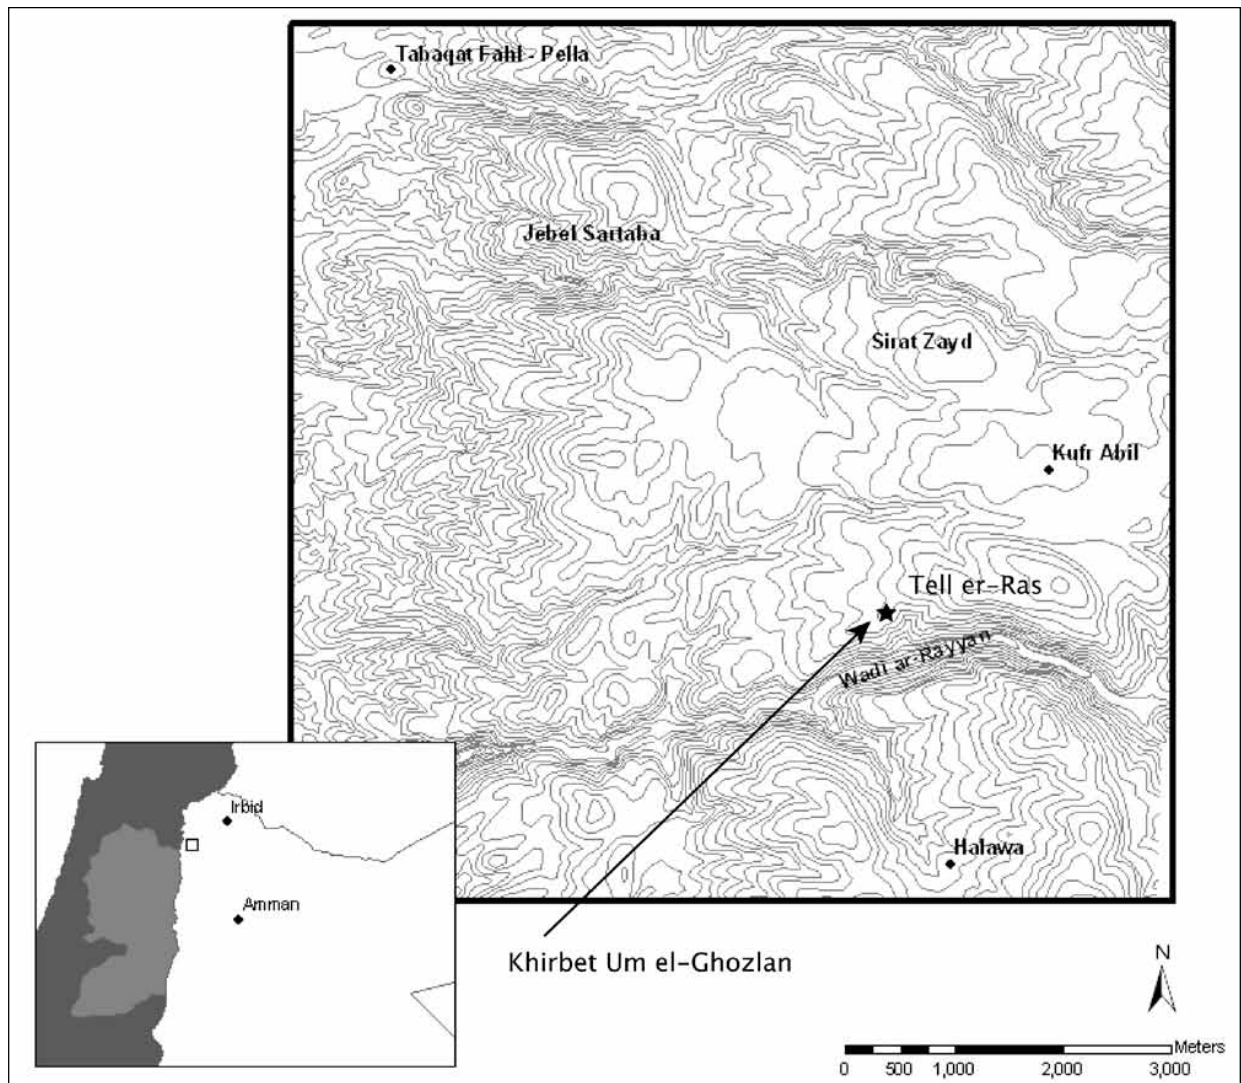 Tabaqat Fahl - Pella
Jebel Sartaba
Sirat Zayd
Kufr Abil
Tell er-Ras
Wadi ar-Rayyan
Irbid
Halawa
Amman
Khirbet Um el-Ghozlan
N
Meters
0 500 1,000 2,000 3,000